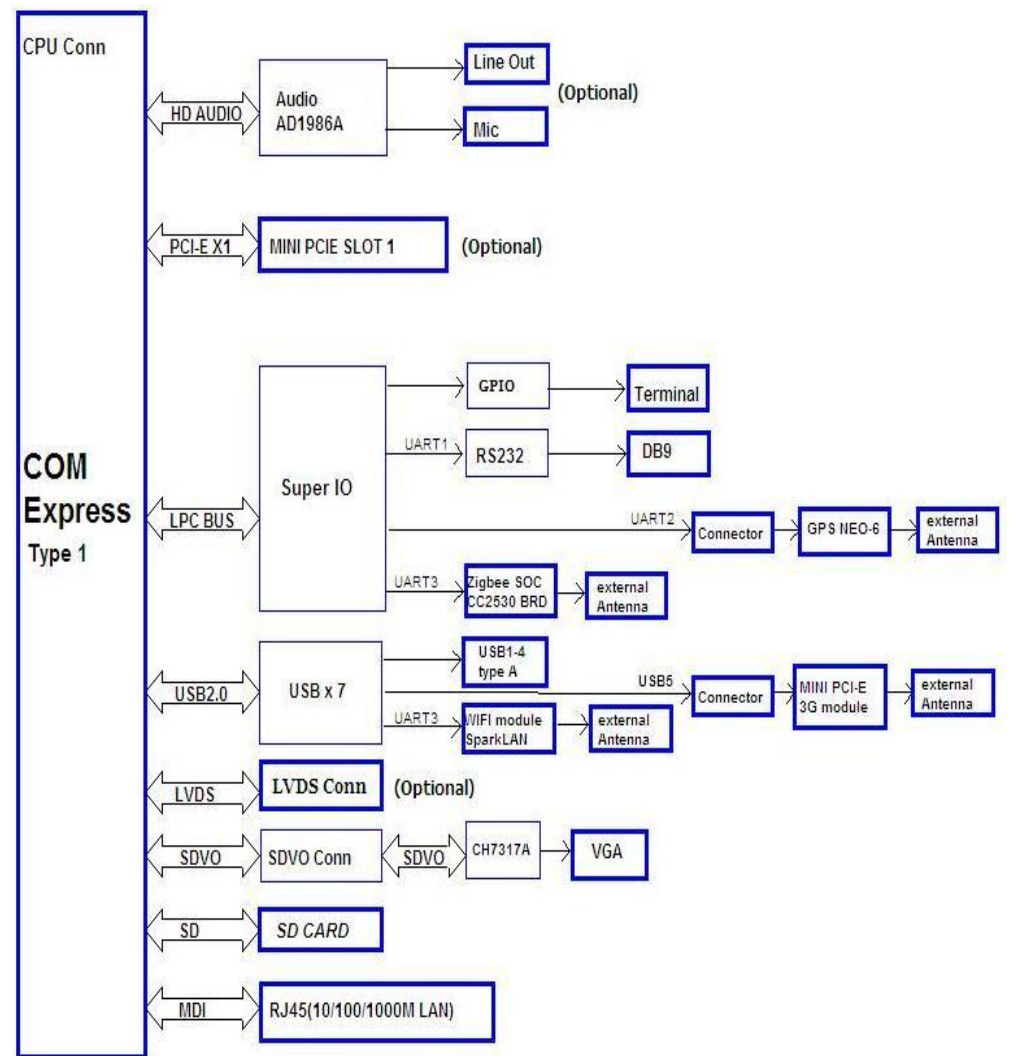 CPU Conn
COM
Express
Type 1
HD AUDIO
Audio
AD1986A
Line Out
Mic
(Optional)
PCI-E X1
MINI PCIE SLOT 1
(Optional)
LPC BUS
Super IO
GPIO
Terminal
UART1
RS232
DB9
UART2
Connector
GPS NEO-6
external
Antenna
UART3
Zigbee SOC
CC2530 BRD
external
Antenna
USB2.0
USB x 7
USB1-4
type A
USB5
Connector
MINI PCI-E
3G module
external
Antenna
UART3
WIFI module
SparkLAN
external
Antenna
LVDS
LVDS Conn
(Optional)
SDVO
SDVO Conn
SDVO
CH7317A
VGA
SD
SD CARD
MDI
RJ45(10/100/1000M LAN)